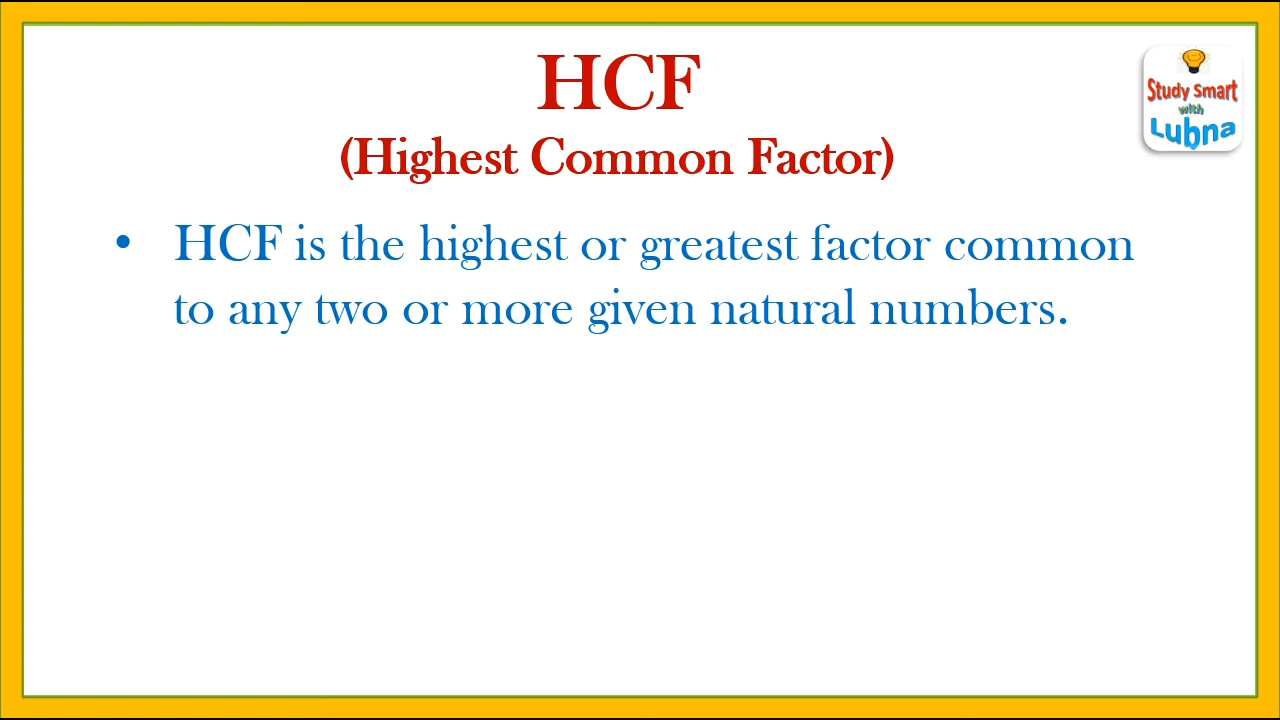 HCF
(Highest Common Factor)
Study Smart
with
Lubna
• HCF is the highest or greatest factor common
to any two or more given natural numbers.